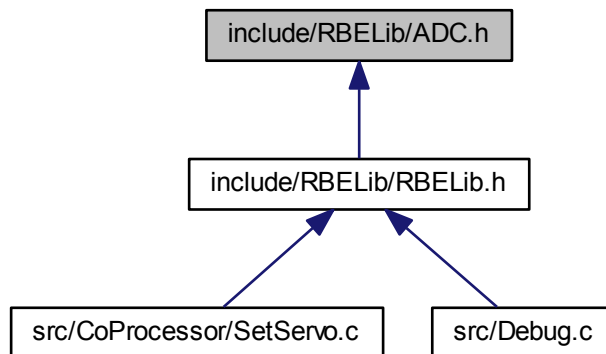 include/RBELib/ADC.h
include/RBELib/RBELib.h
src/CoProcessor/SetServo.c
src/Debug.c